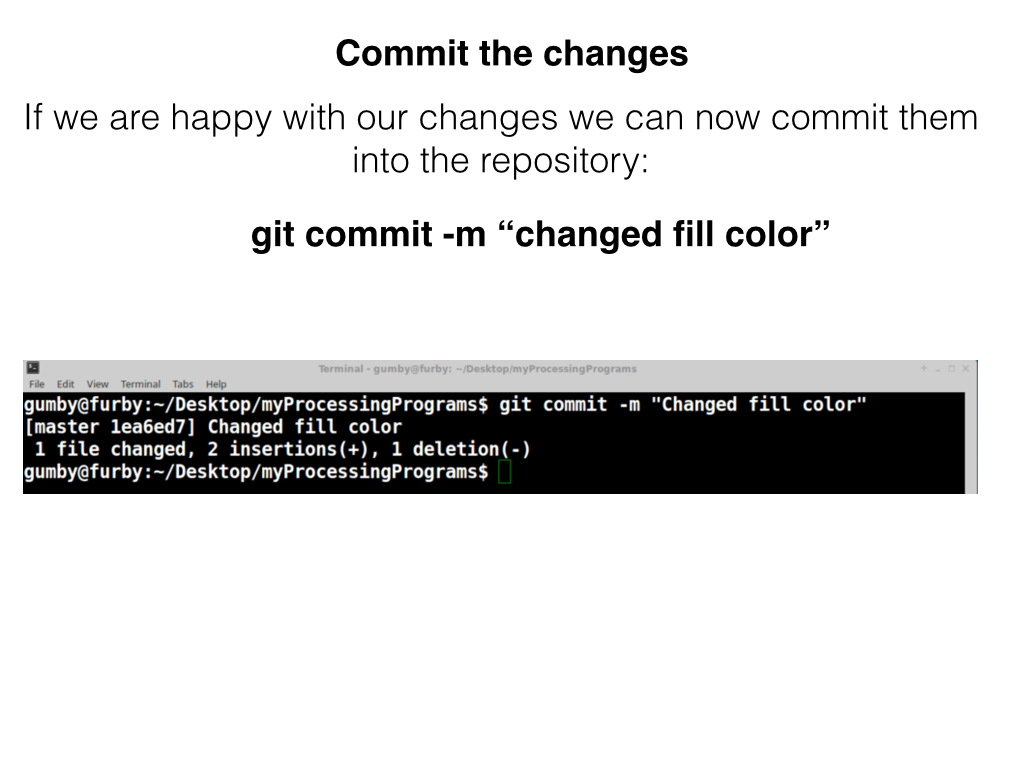 Commit the changes
If we are happy with our changes we can now commit them
into the repository:
git commit -m “changed fill color”
Terminal - gumby@furby: ~/Desktop/myProcessingPrograms
File Edit View Terminal Tabs Help
gumby@furby:~/Desktop/myProcessingPrograms$ git commit -m "Changed fill color"
[master 1ea6ed7] Changed fill color
 1 file changed, 2 insertions(+), 1 deletion(-)
gumby@furby:~/Desktop/myProcessingPrograms$